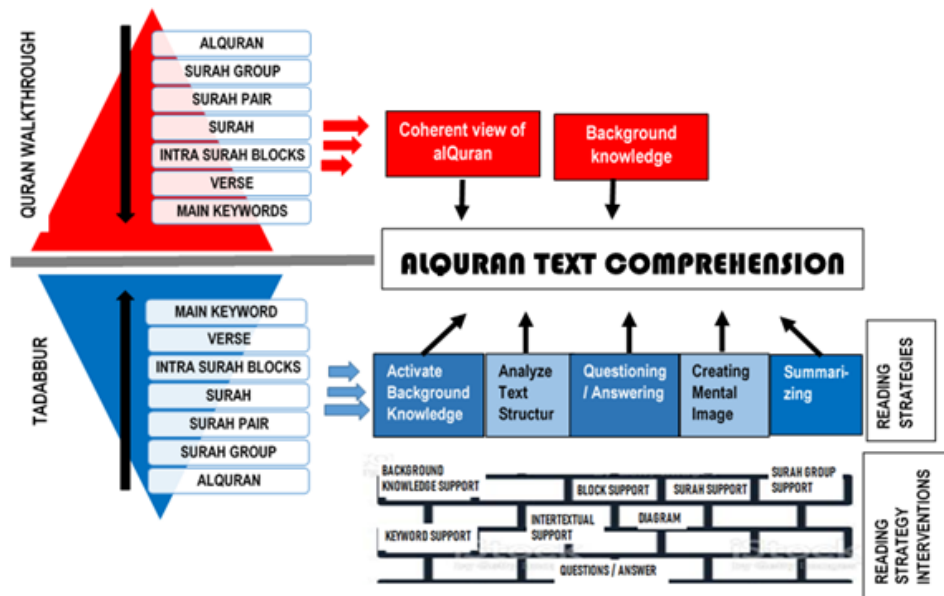 QURAN WALKTHROUGH
ALQURAN
SURAH GROUP
SURAH PAIR
SURAH
INTRA SURAH BLOCKS
VERSE
MAIN KEYWORDS
Coherent view of
alQuran
Background
knowledge
ALQURAN TEXT COMPREHENSION
TADABBUR
MAIN KEYWORD
VERSE
INTRA SURAH BLOCKS
SURAH
SURAH PAIR
SURAH GROUP
ALQURAN
Activate
Background
Knowledge
Analyze
Text
Structur
Questioning
/ Answering
Creating
Mental
Image
Summari-
zing
READING
STRATEGIES
BACKGROUND
KNOWLEDGE SUPPORT
BLOCK SUPPORT
SURAH SUPPORT
SURAH GROUP
SUPPORT
KEYWORD SUPPORT
INTERTEXTUAL
SUPPORT
DIAGRAM
QUESTIONS / ANSWER
iStock
READING
STRATEGY
INTERVENTIONS